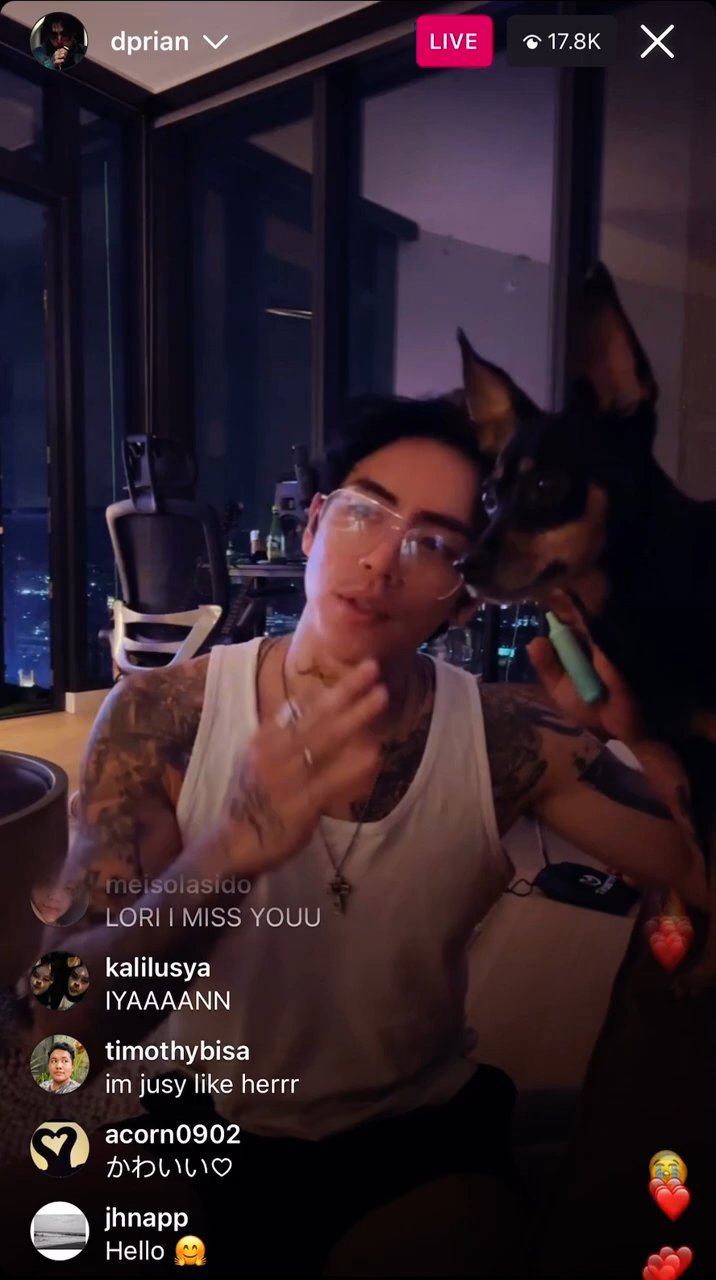 dprian
LIVE
17.8K
meisolasido
LORI I MISS YOUU
kalilusya
IYAAAANN
timothybisa
im jusy like herrr
acorn0902
かわいい♡
jhnapp
Hello 🤗